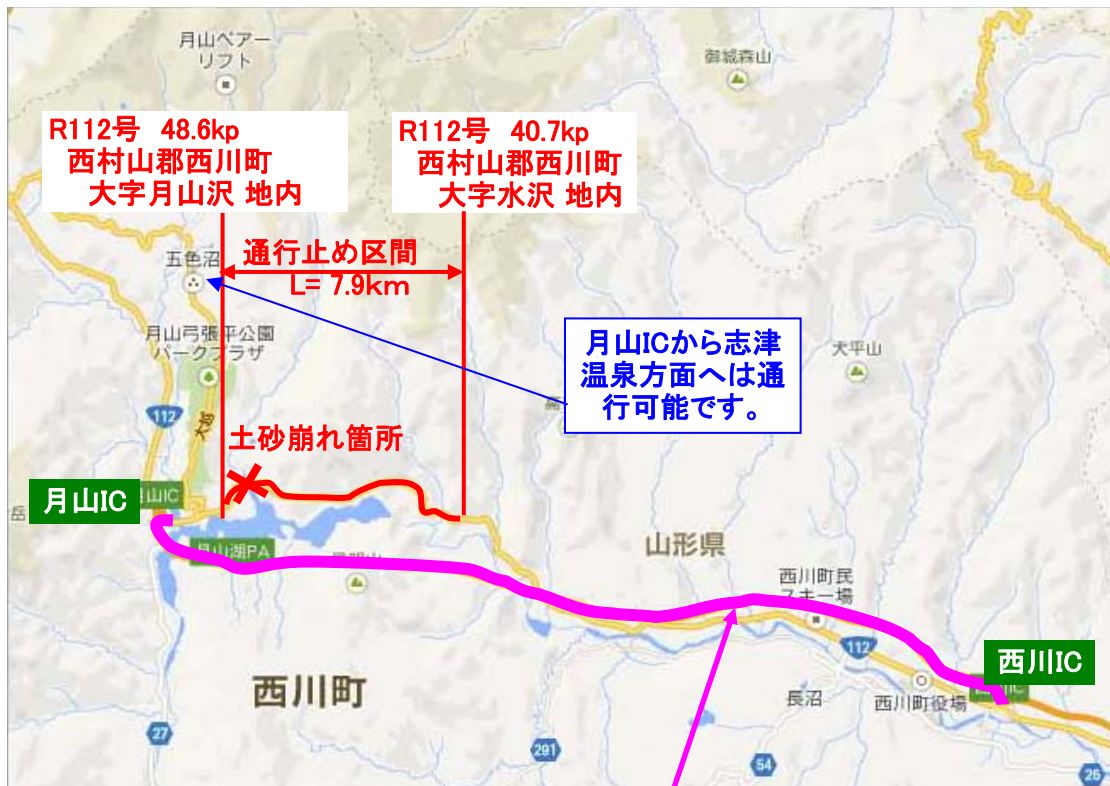 月山ベアー
リフト
御城森山
R112号 48.6kp
西村山郡西川町
大字月山沢 地内
R112号 40.7kp
西村山郡西川町
大字水沢 地内
通行止め区間
L= 7.9km
五色沼
月山弓張平公園
パークプラザ
月山ICから志津
温泉方面へは通
行可能です。
大平山
112
土砂崩れ箇所
月山IC
月山IC
月山湖PA
山形県
西川町民
スキー場
112
西川IC
西川町
長沼
西川町役場
27
291
54
26